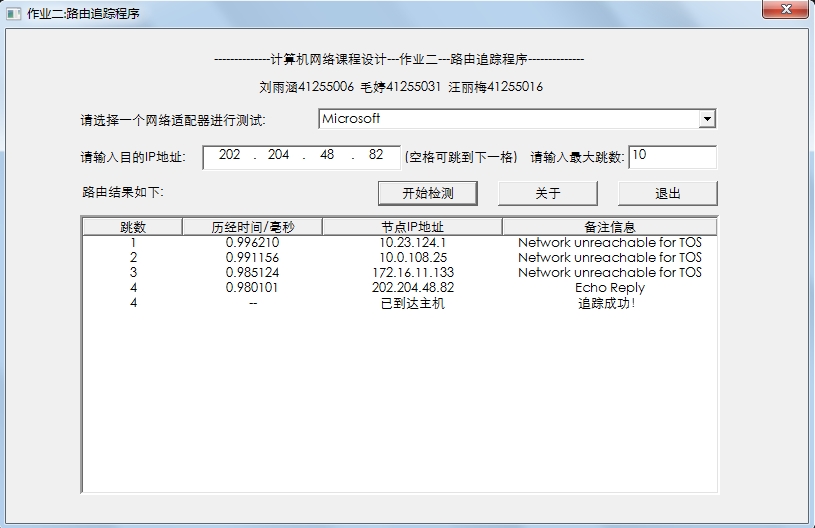 作业二:路由追踪程序
--------------计算机网络课程设计---作业二---路由追踪程序--------------
刘雨涵41255006 毛婷41255031 汪丽梅41255016
请选择一个网络适配器进行测试: Microsoft
请输入目的IP地址: 202 . 204 . 48 . 82 (空格可跳到下一格) 请输入最大跳数: 10
路由结果如下: 开始检测 关于 退出
跳数 历经时间/毫秒 节点IP地址 备注信息
1 0.996210 10.23.124.1 Network unreachable for TOS
2 0.991156 10.0.108.25 Network unreachable for TOS
3 0.985124 172.16.11.133 Network unreachable for TOS
4 0.980101 202.204.48.82 Echo Reply
4 -- 已到达主机 追踪成功!